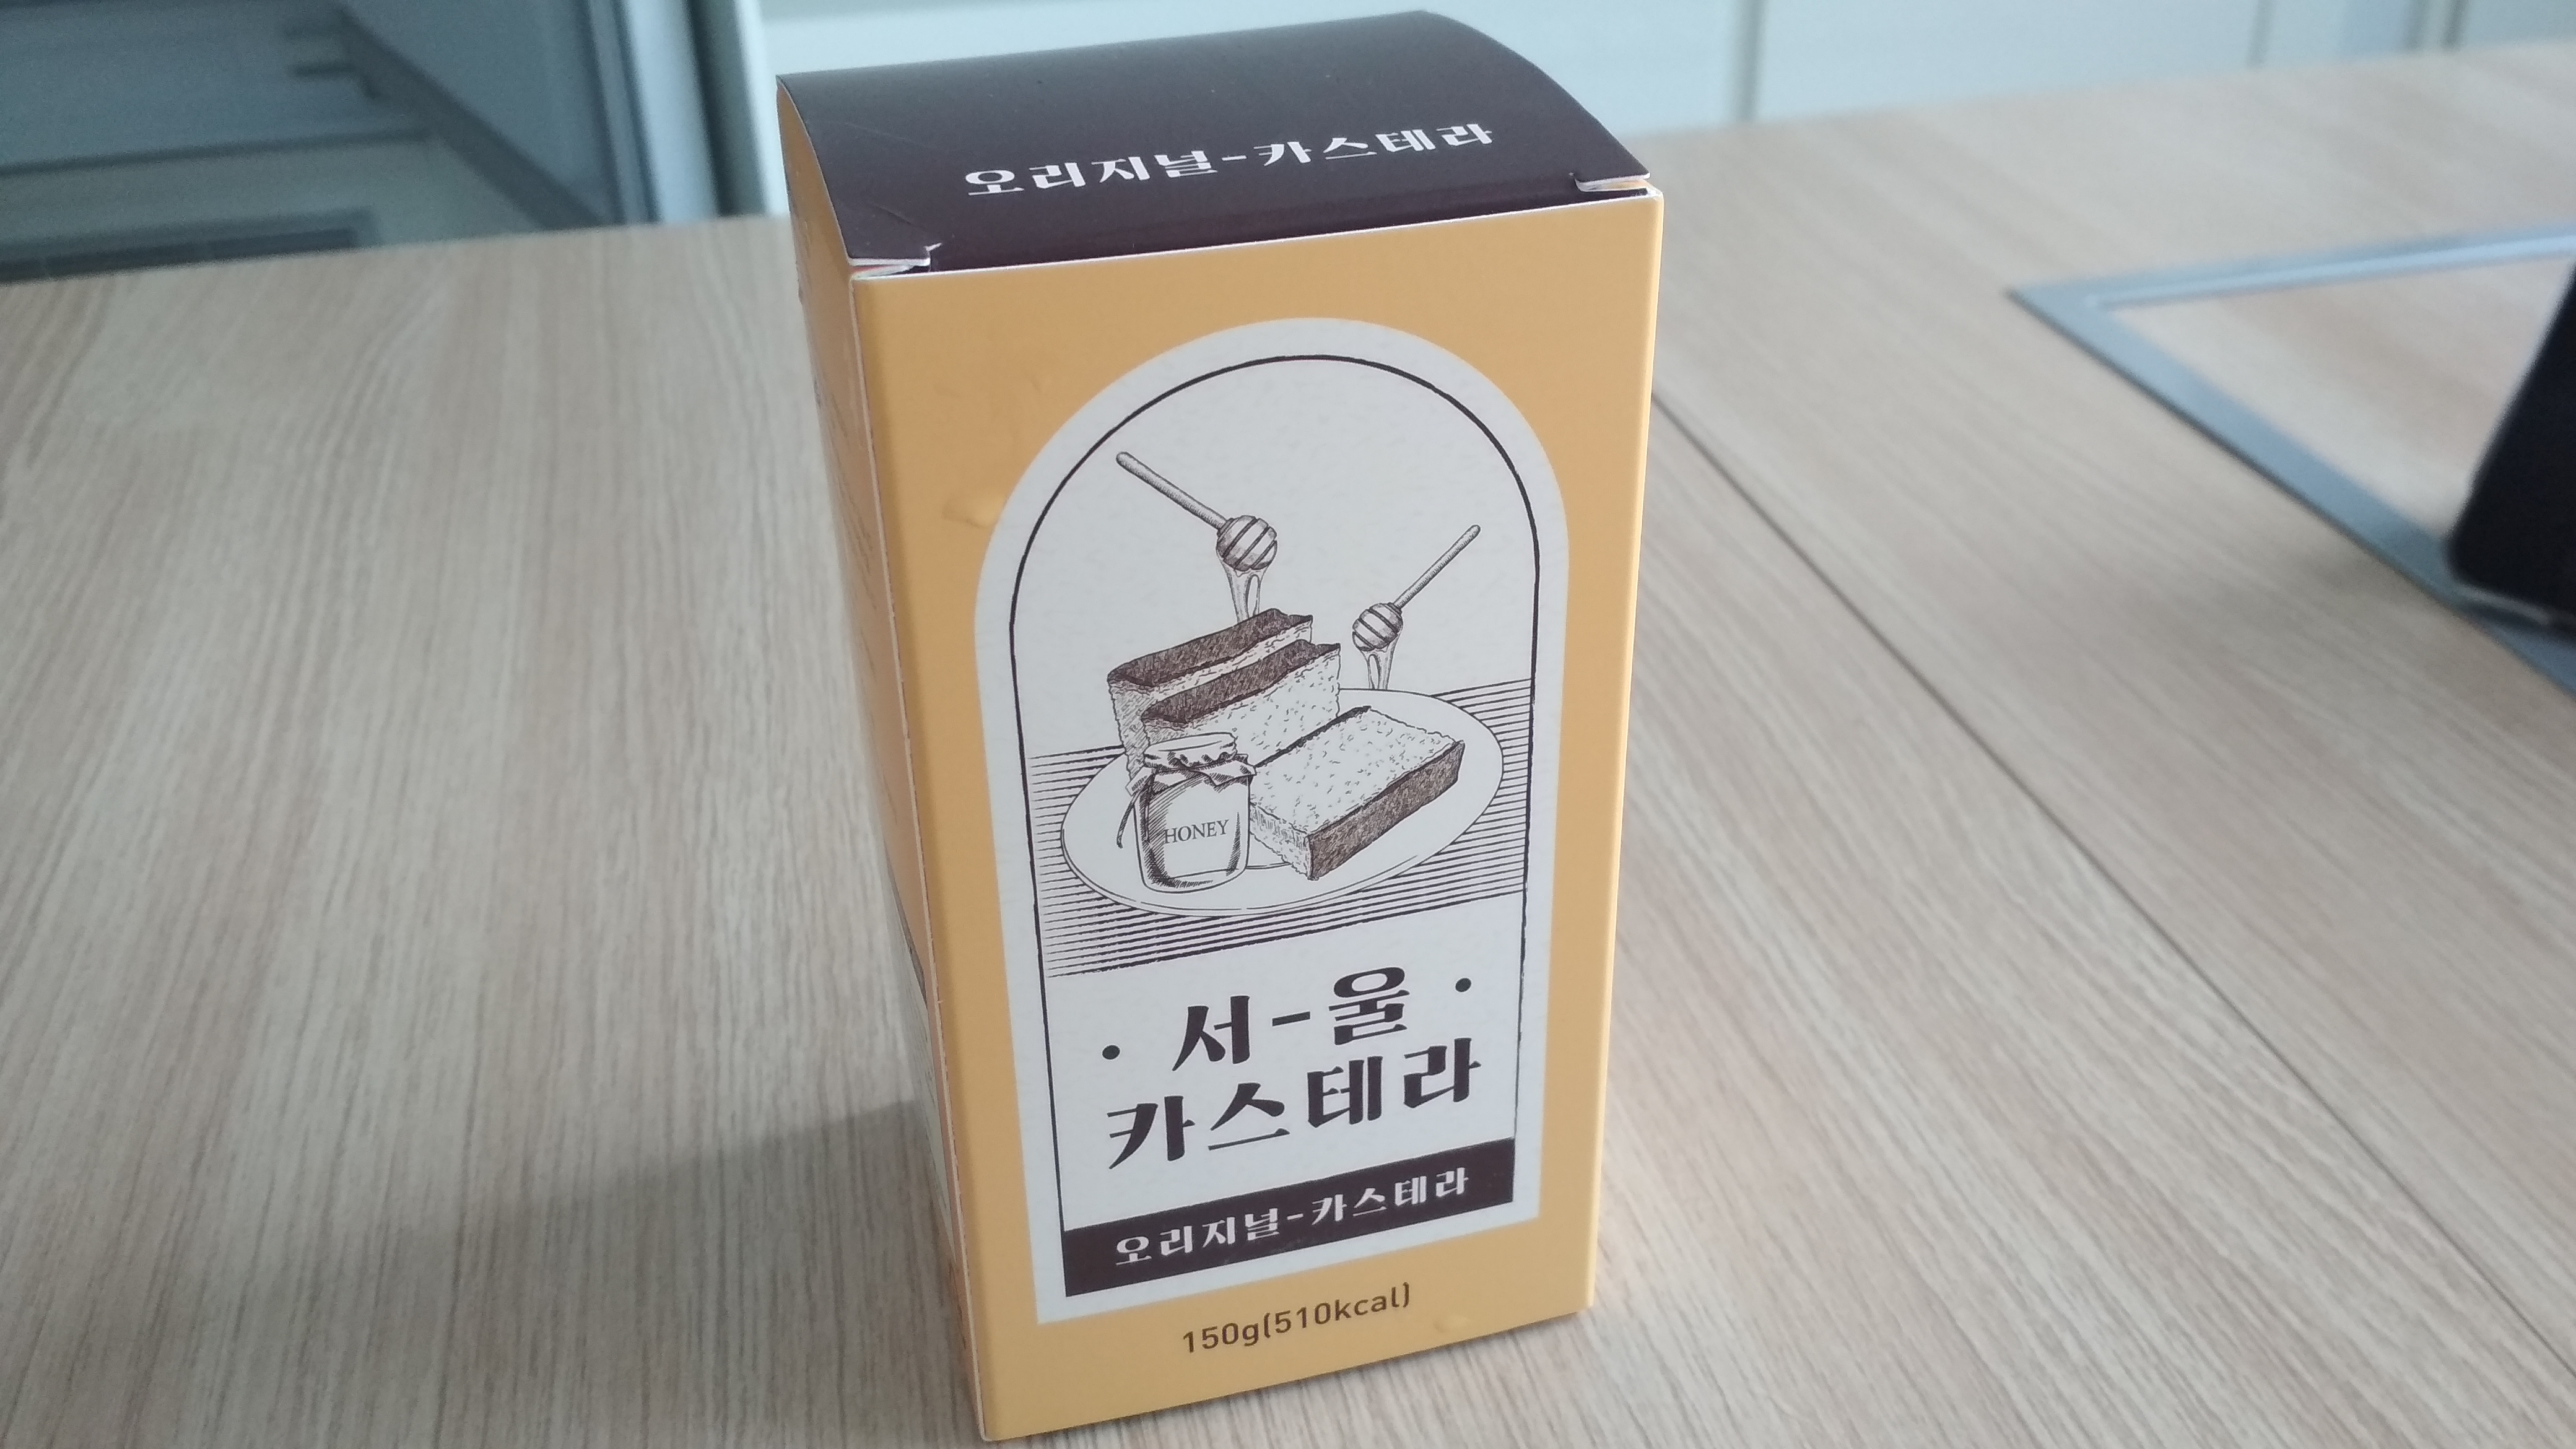 오리지널-카스테라
HONEY
· 서-울 ·
카스테라
오리지널-카스테라
150g(510kcal)